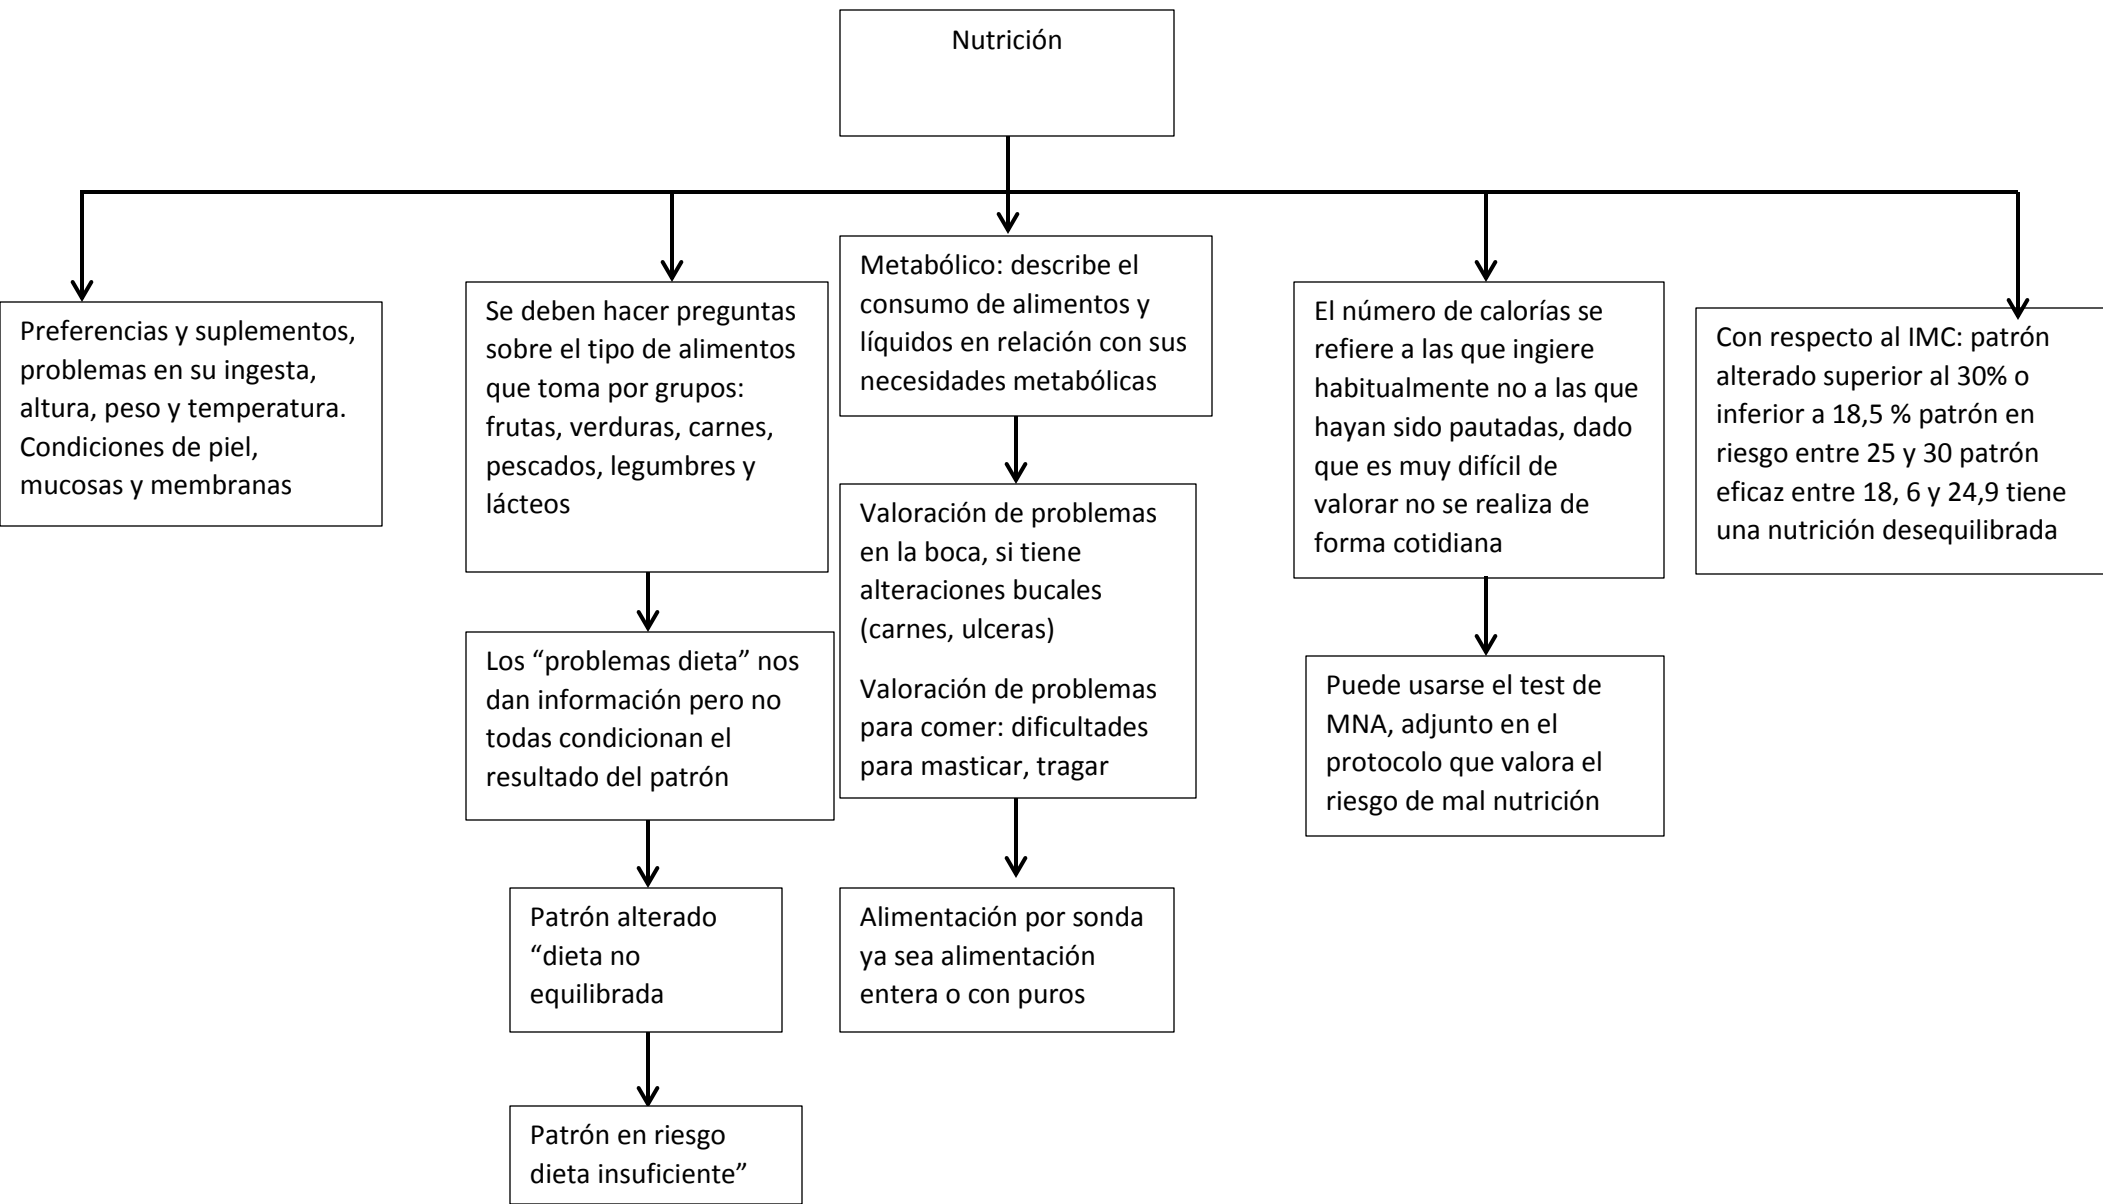 Nutrición
Preferencias y suplementos,
problemas en su ingesta,
altura, peso y temperatura.
Condiciones de piel,
mucosas y membranas
Se deben hacer preguntas
sobre el tipo de alimentos
que toma por grupos:
frutas, verduras, carnes,
pescados, legumbres y
lácteos
Los “problemas dieta” nos
dan información pero no
todas condicionan el
resultado del patrón
Patrón alterado
“dieta no
equilibrada
Patrón en riesgo
dieta insuficiente”
Metabólico: describe el
consumo de alimentos y
líquidos en relación con sus
necesidades metabólicas
Valoración de problemas
en la boca, si tiene
alteraciones bucales
(carnes, ulceras)
Valoración de problemas
para comer: dificultades
para masticar, tragar
Alimentación por sonda
ya sea alimentación
entera o con puros
El número de calorías se
refiere a las que ingiere
habitualmente no a las que
hayan sido pautadas, dado
que es muy difícil de
valorar no se realiza de
forma cotidiana
Puede usarse el test de
MNA, adjunto en el
protocolo que valora el
riesgo de mal nutrición
Con respecto al IMC: patrón
alterado superior al 30% o
inferior a 18,5 % patrón en
riesgo entre 25 y 30 patrón
eficaz entre 18, 6 y 24,9 tiene
una nutrición desequilibrada